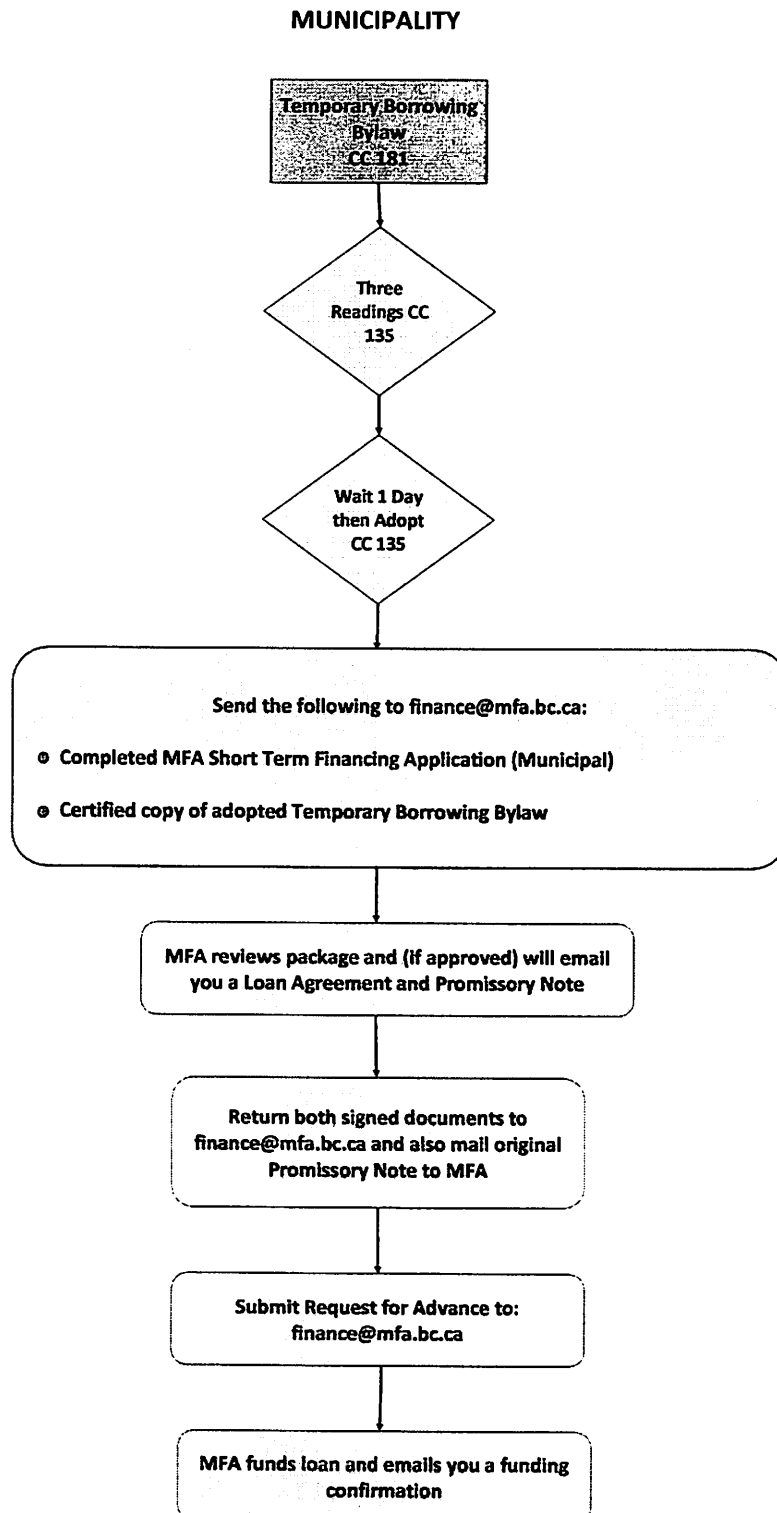 MUNICIPALITY
Temporary Borrowing
Bylaw
CC 181
Three
Readings CC
135
Wait 1 Day
then Adopt
CC 135
Send the following to finance@mfa.bc.ca:
Completed MFA Short Term Financing Application (Municipal)
Certified copy of adopted Temporary Borrowing Bylaw
MFA reviews package and (if approved) will email
you a Loan Agreement and Promissory Note
Return both signed documents to
finance@mfa.bc.ca and also mail original
Promissory Note to MFA
Submit Request for Advance to:
finance@mfa.bc.ca
MFA funds loan and emails you a funding
confirmation